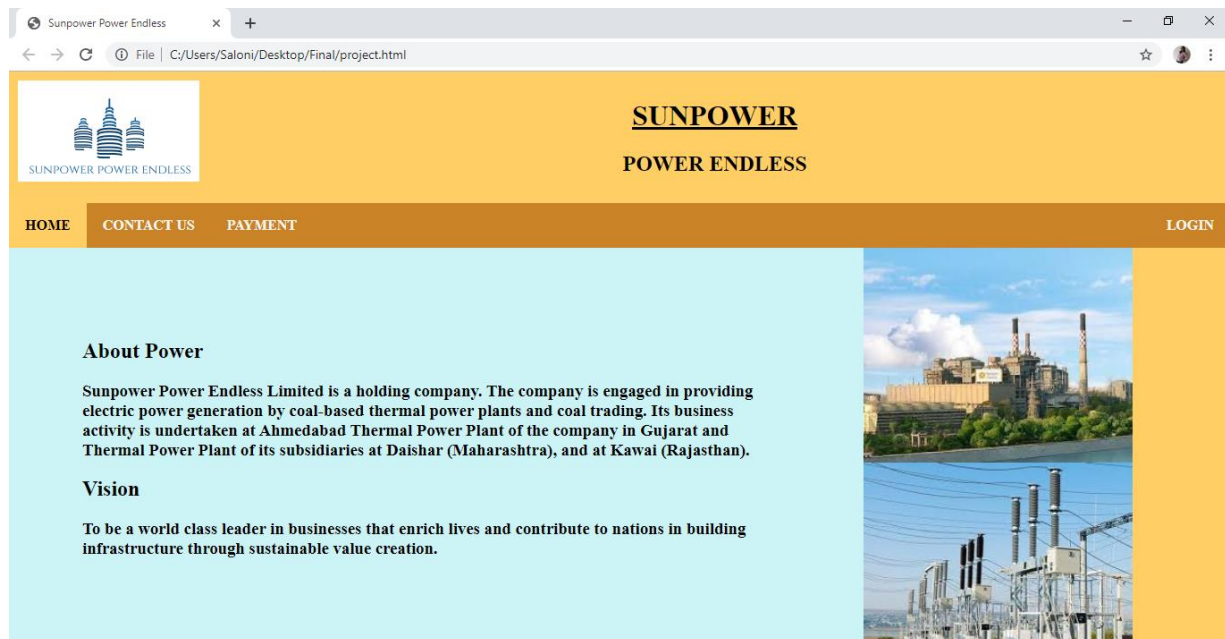 Sunpower Power Endless
File
C:/Users/Saloni/Desktop/Final/project.html
SUNPOWER POWER ENDLESS
SUNPOWER
POWER ENDLESS
HOME
CONTACT US
PAYMENT
LOGIN
About Power
Sunpower Power Endless Limited is a holding company. The company is engaged in providing
electric power generation by coal-based thermal power plants and coal trading. Its business
activity is undertaken at Ahmedabad Thermal Power Plant of the company in Gujarat and
Thermal Power Plant of its subsidiaries at Daishar (Maharashtra), and at Kawai (Rajasthan).
Vision
To be a world class leader in businesses that enrich lives and contribute to nations in building
infrastructure through sustainable value creation.